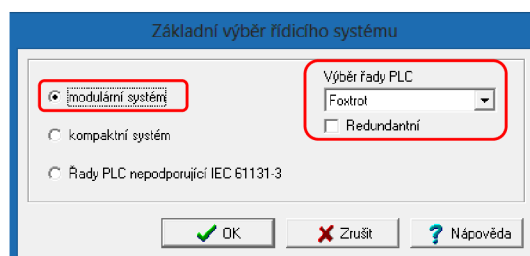 Základní výběr řídicího systému
modulární systém
kompaktní systém
Řady PLC nepodporující IEC 61131-3
Výběr řady PLC
Foxtrot
Redundantní
OK
Zrušit
Nápověda